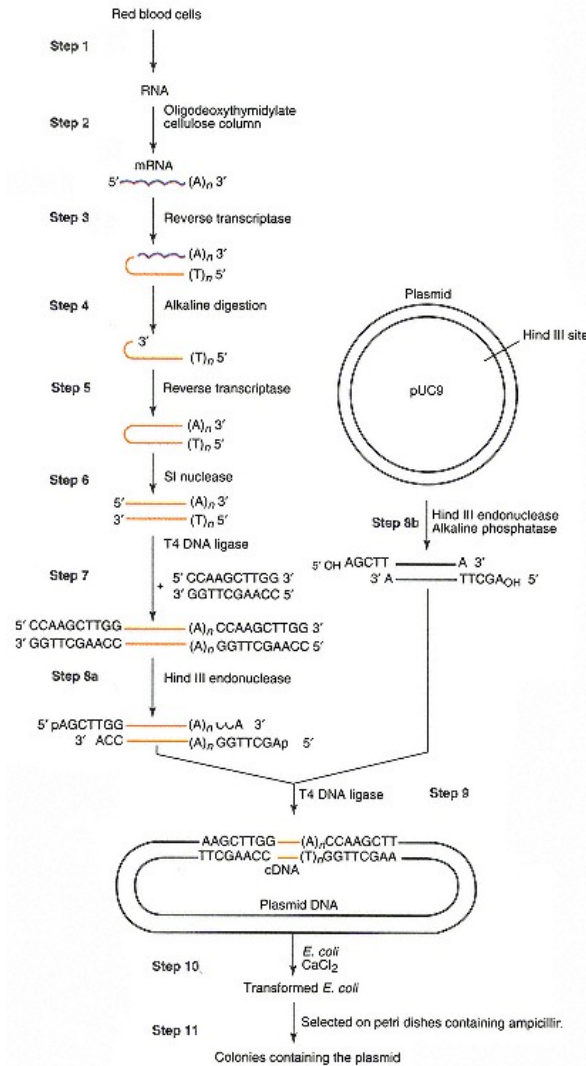 Red blood cells
Step 1
RNA
Step 2
Oligodeoxythymidylate
cellulose column
mRNA
5′ (A)n 3′
Step 3
Reverse transcriptase
(A)n 3′
(T)n 5′
Step 4
Alkaline digestion
3′
(T)n 5′
Step 5
Reverse transcriptase
(A)n 3′
(T)n 5′
Step 6
SI nuclease
5′ (A)n 3′
3′ (T)n 5′
T4 DNA ligase
Step 7
+ 5′ CCAAGCTTGG 3′
3′ GGTTCGAACC 5′
5′ CCAAGCTTGG (A)n CCAAGCTTGG 3′
3′ GGTTCGAACC (A)n GGTTCGAACC 5′
Step 8a
Hind III endonuclease
5′ pAGCTTGG (A)n CCA 3′
3′ ACC (A)n GGTTCGAp 5′
Plasmid
Hind III site
pUC9
Step 8b
Hind III endonuclease
Alkaline phosphatase
5′ OH AGCTT A 3′
3′ A TTCGAOH 5′
T4 DNA ligase
Step 9
AAGCTTGG (A)nCCAAGCTT
TTCGAACC (T)nGGTTCGAA
cDNA
Plasmid DNA
Step 10
E. coli
CaCl2
Transformed E. coli
Step 11
Selected on petri dishes containing ampicillir.
Colonies containing the plasmid